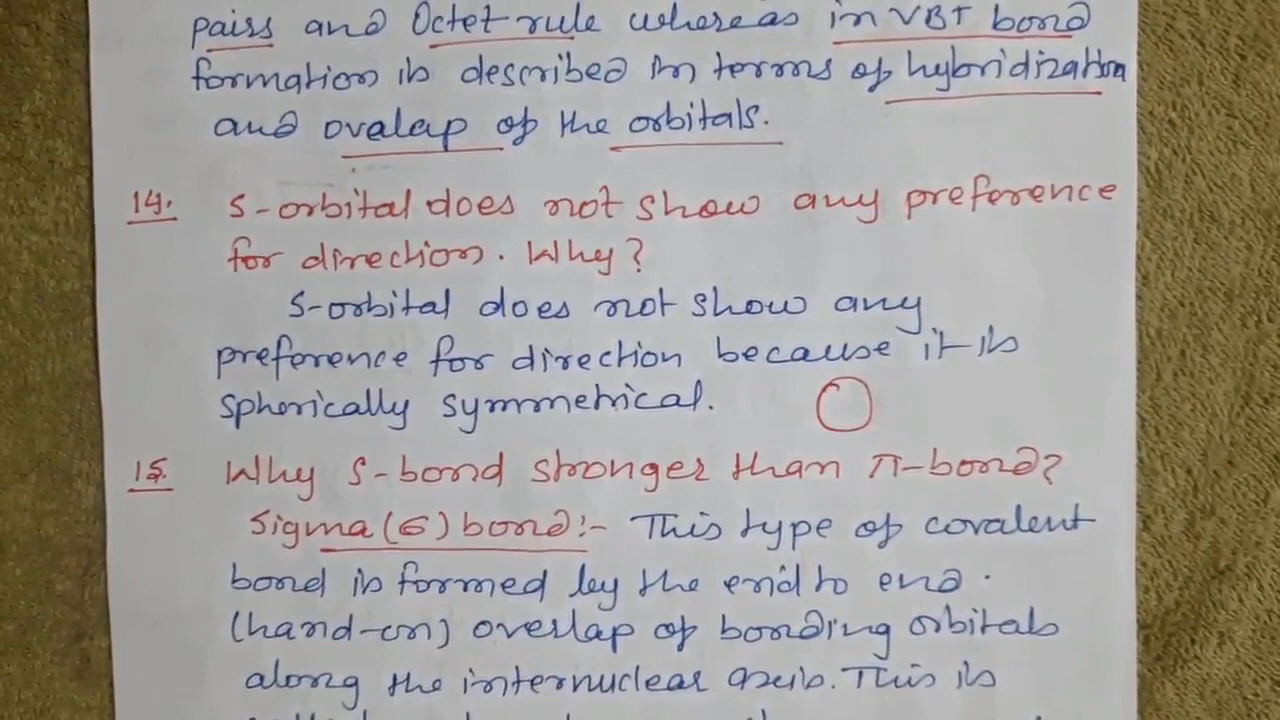 pairs and Octet rule whereas in VBT bond
formation is described in terms of hybridization
and ovelap of the orbitals.
14. S-orbital does not show any preference
for direction. Why?
S-orbital does not show any
preference for direction because it is
spherically symmetrical.
15. Why S-bond stronger than π-bond?
Sigma (σ) bond:- This type of covalent
bond is formed by the end to end.
(hand-on) overlap of bonding orbitals
along the internuclear axis. This is